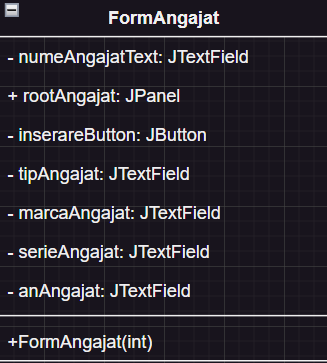 FormAngajat
- numeAngajatText: JTextField
+ rootAngajat: JPanel
- inserareButton: JButton
- tipAngajat: JTextField
- marcaAngajat: JTextField
- serieAngajat: JTextField
- anAngajat: JTextField
+FormAngajat(int)